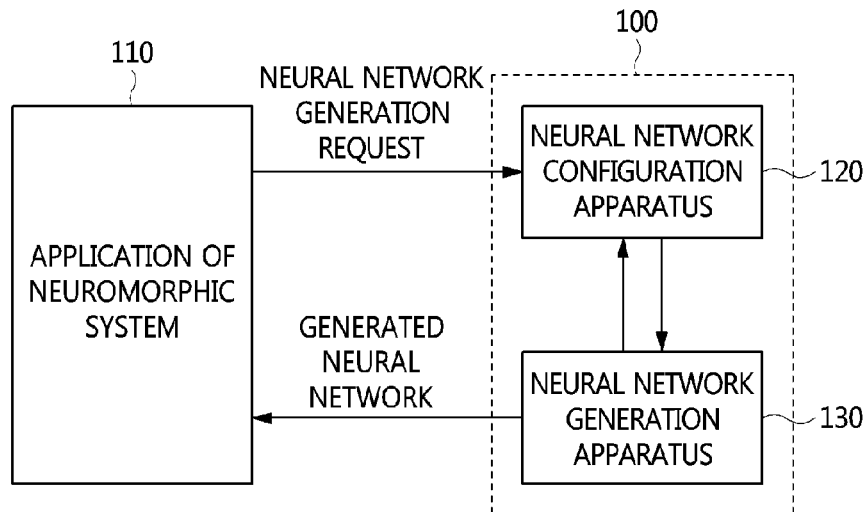 100
110
NEURAL NETWORK
GENERATION
REQUEST
NEURAL NETWORK
CONFIGURATION
APPARATUS
120
APPLICATION OF
NEUROMORPHIC
SYSTEM
GENERATED
NEURAL
NETWORK
NEURAL NETWORK
GENERATION
APPARATUS
130